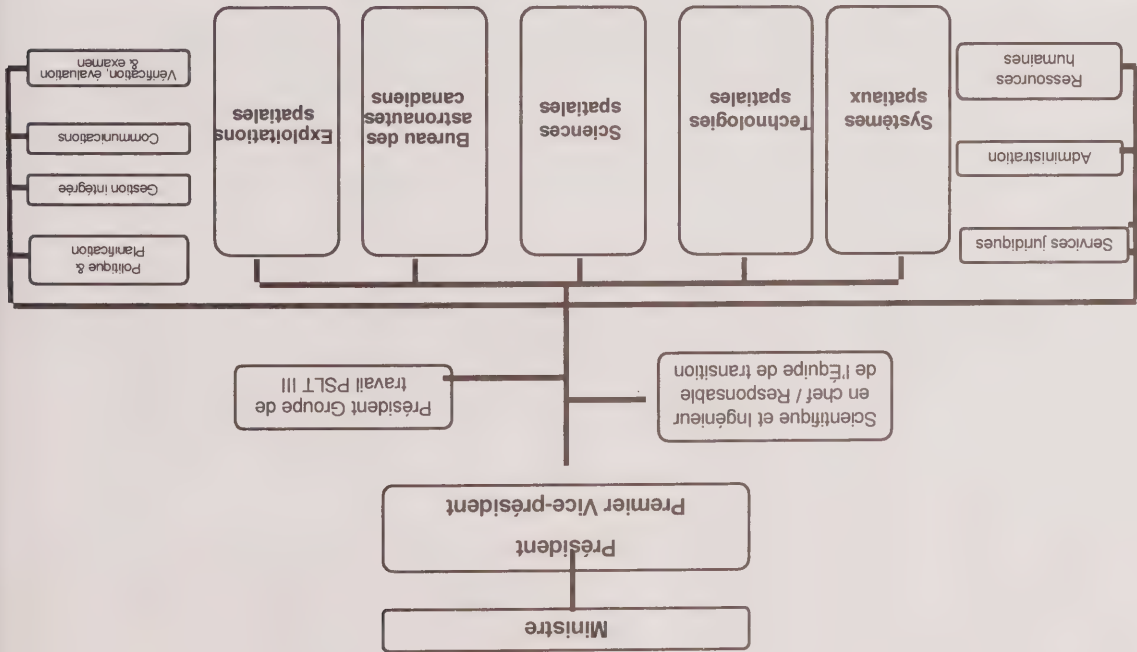 Ministre
Président
Premier Vice-président
Scientifique et Ingénieur
en chef / Responsable
de l'Équipe de transition
Président Groupe de
travail PSLT III
Services juridiques
Administration
Ressources
humaines
Systèmes
spatiaux
Technologies
spatiales
Sciences
spatiales
Bureau des
astronautes
canadiens
Exploitations
spatiales
Politique &
Planification
Gestion intégrée
Communications
Vérification, évaluation
& examen